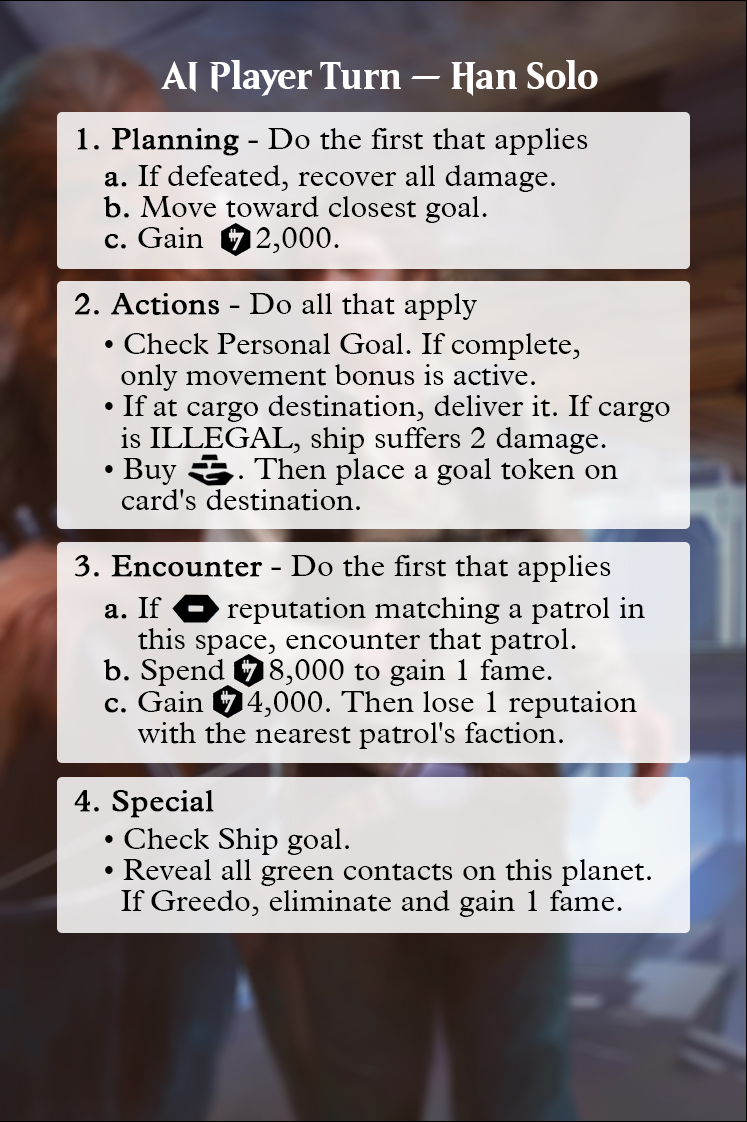 AI Player Turn — Han Solo
1. Planning - Do the first that applies
a. If defeated, recover all damage.
b. Move toward closest goal.
c. Gain 2,000.
2. Actions - Do all that apply
• Check Personal Goal. If complete,
only movement bonus is active.
• If at cargo destination, deliver it. If cargo
is ILLEGAL, ship suffers 2 damage.
• Buy . Then place a goal token on
card's destination.
3. Encounter - Do the first that applies
a. If reputation matching a patrol in
this space, encounter that patrol.
b. Spend 8,000 to gain 1 fame.
c. Gain 4,000. Then lose 1 reputaion
with the nearest patrol's faction.
4. Special
• Check Ship goal.
• Reveal all green contacts on this planet.
If Greedo, eliminate and gain 1 fame.